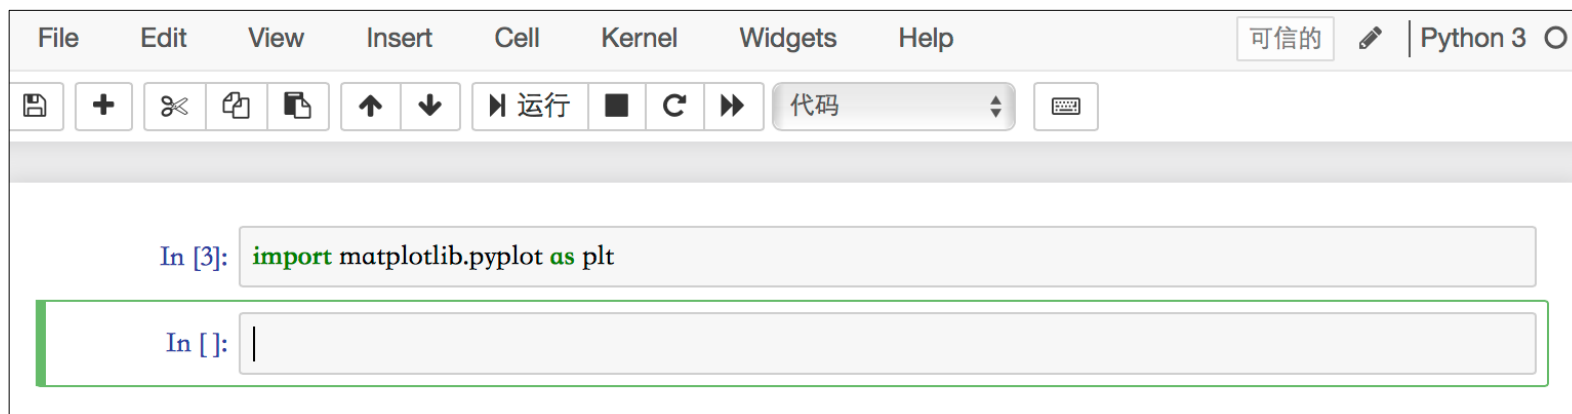 File Edit View Insert Cell Kernel Widgets Help 可信的 Python 3
运行 代码
In [3]: import matplotlib.pyplot as plt
In [ ]: